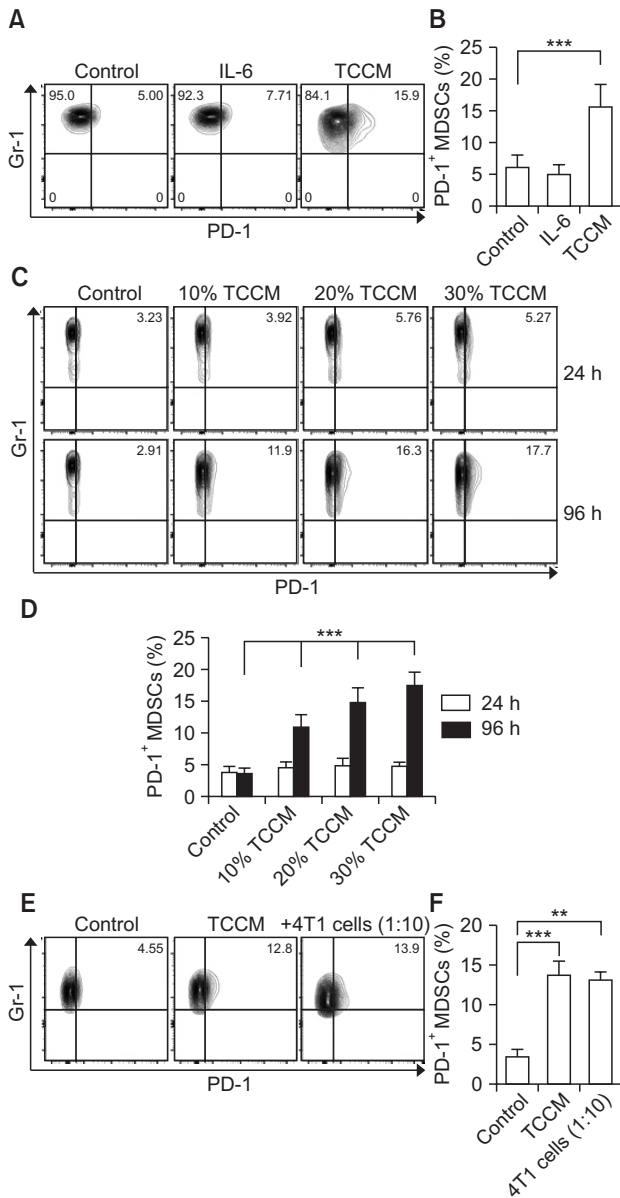 A
Control IL-6 TCCM
95.0 5.00 92.3 7.71 84.1 15.9
Gr-1
0 0 0 0 0 0
PD-1
B
***
PD-1+ MDSCs (%)
25
20
15
10
5
0
Control IL-6 TCCM
C
Control 10% TCCM 20% TCCM 30% TCCM
3.23 3.92 5.76 5.27
24 h
Gr-1
2.91 11.9 16.3 17.7
96 h
PD-1
D
***
PD-1+ MDSCs (%)
25
20
15
10
5
0
24 h
96 h
Control 10% TCCM 20% TCCM 30% TCCM
E
Control TCCM +4T1 cells (1:10)
4.55 12.8 13.9
Gr-1
PD-1
F
**
***
PD-1+ MDSCs (%)
20
15
10
5
0
Control TCCM 4T1 cells (1:10)